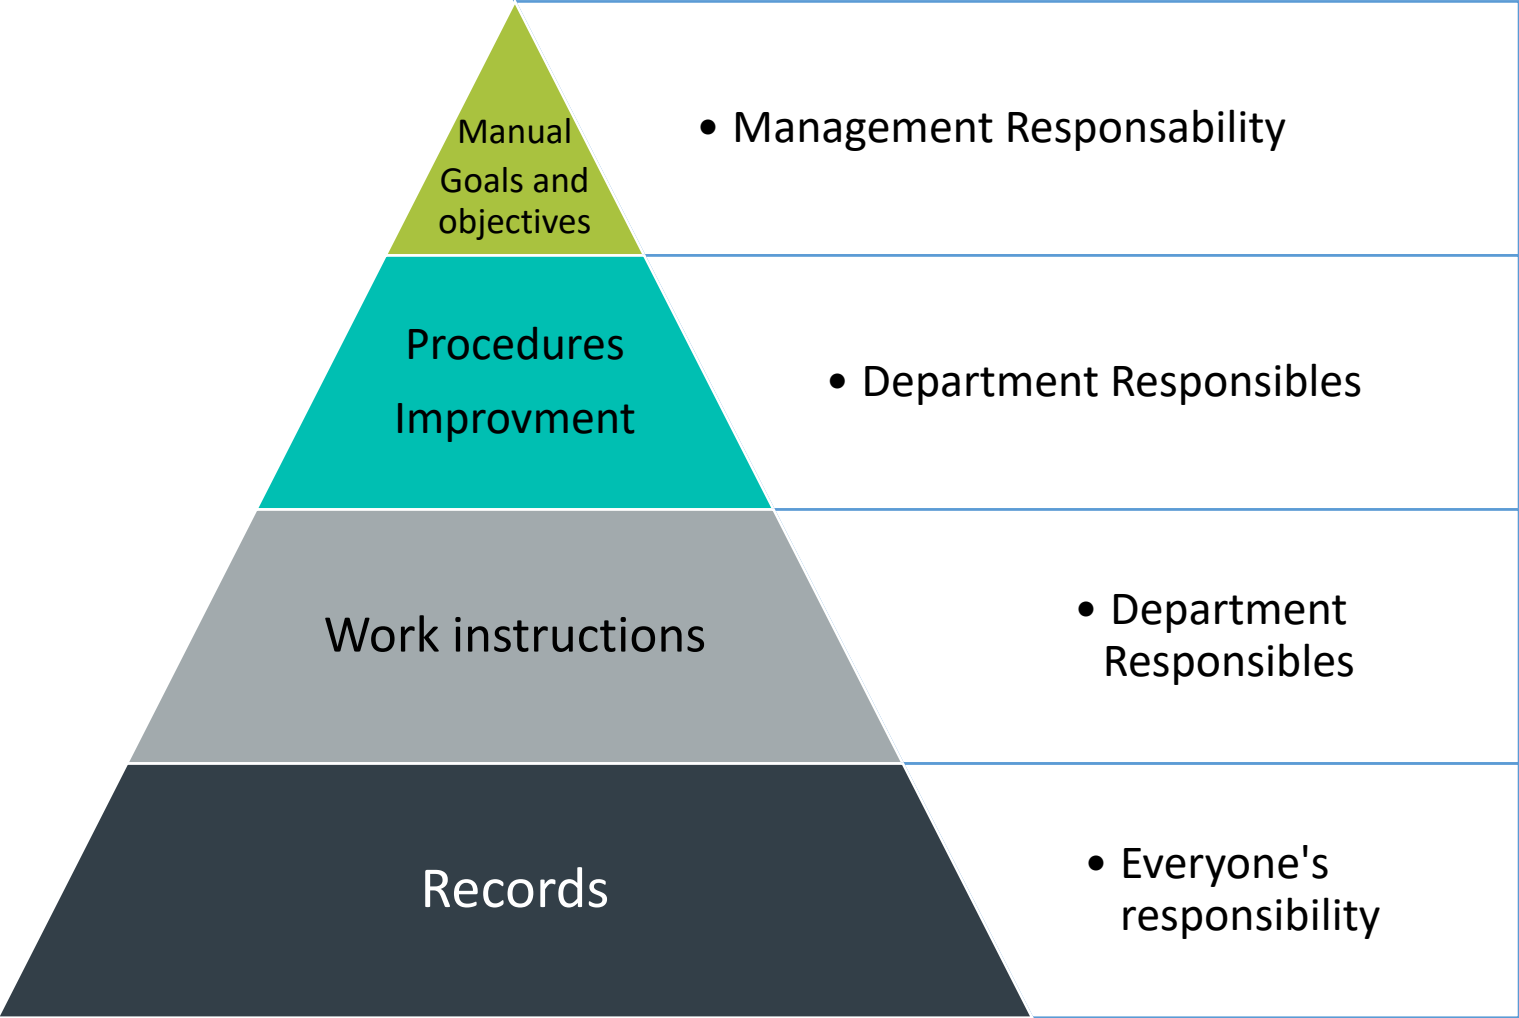 Manual
Goals and
objectives
• Management Responsability
Procedures
Improvment
• Department Responsibles
Work instructions
• Department
Responsibles
Records
• Everyone's
responsibility